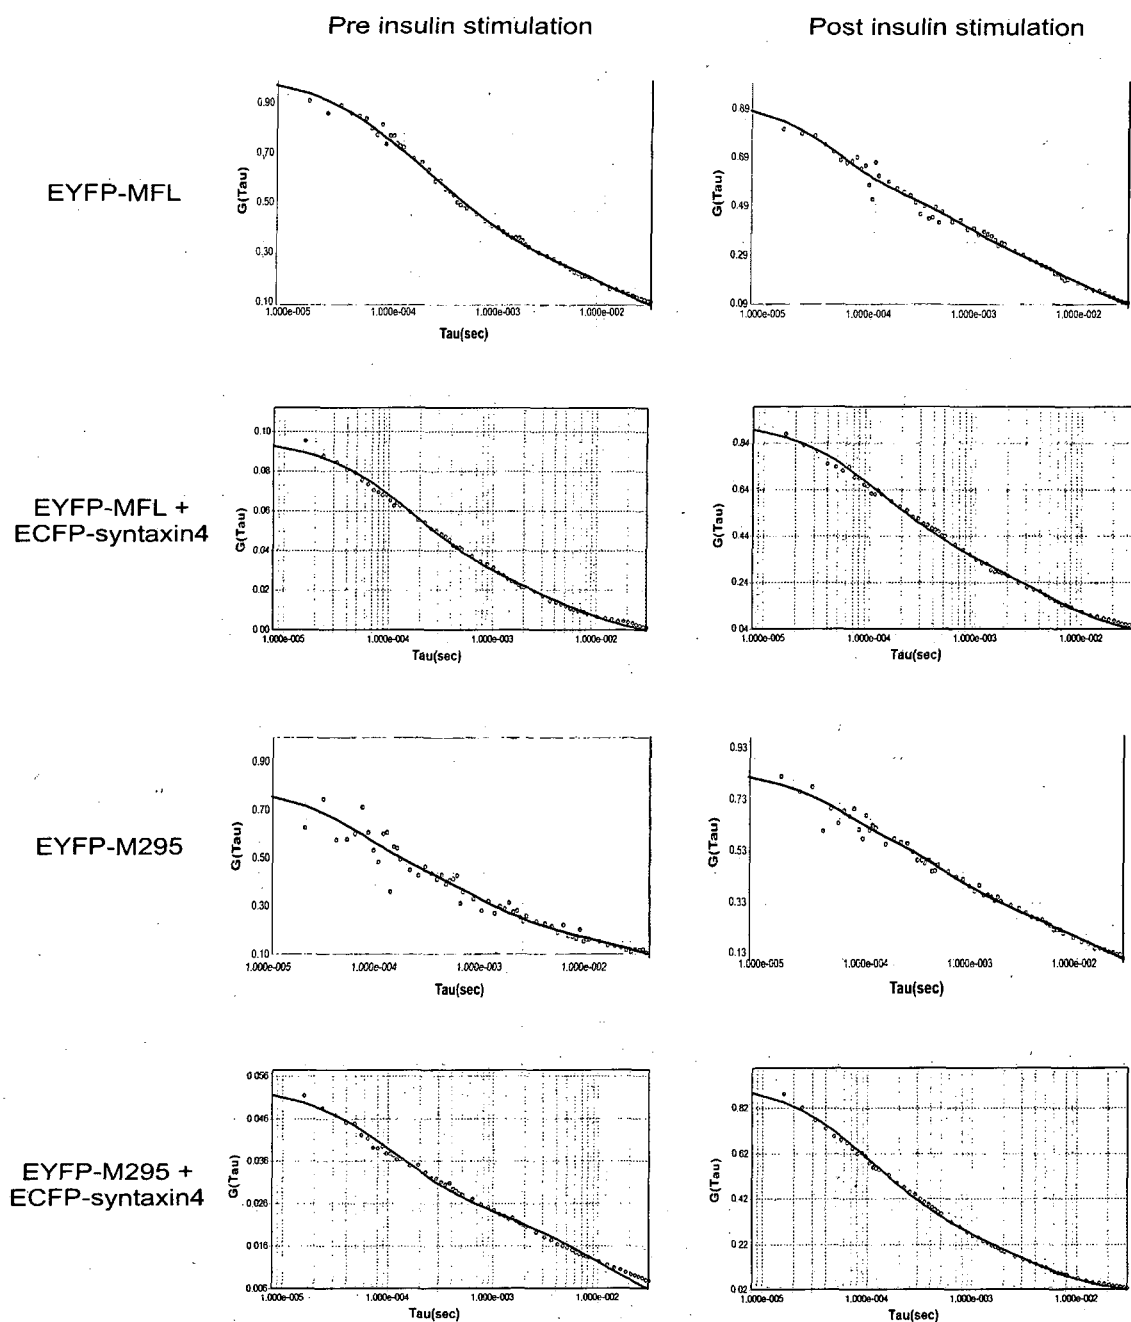 Pre insulin stimulation
Post insulin stimulation
EYFP-MFL
G(Tau)
0.90
0.70
0.50
0.30
0.10
1.000e-005 1.000e-004 1.000e-003 1.000e-002
Tau(sec)
G(Tau)
0.89
0.69
0.49
0.29
0.09
1.000e-005 1.000e-004 1.000e-003 1.000e-002
EYFP-MFL +
ECFP-syntaxin4
G(Tau)
0.10
0.08
0.06
0.04
0.02
0.00
1.000e-005 1.000e-004 1.000e-003 1.000e-002
Tau(sec)
G(Tau)
0.84
0.64
0.44
0.24
0.04
1.000e-005 1.000e-004 1.000e-003 1.000e-002
Tau(sec)
EYFP-M295
G(Tau)
0.90
0.70
0.50
0.30
0.10
1.000e-005 1.000e-004 1.000e-003 1.000e-002
Tau(sec)
G(Tau)
0.93
0.73
0.53
0.33
0.13
1.000e-005 1.000e-004 1.000e-003 1.000e-002
Tau(sec)
EYFP-M295 +
ECFP-syntaxin4
G(Tau)
0.056
0.046
0.036
0.026
0.016
0.006
1.000e-005 1.000e-004 1.000e-003 1.000e-002
Tau(sec)
G(Tau)
0.82
0.62
0.42
0.22
0.02
1.000e-005 1.000e-004 1.000e-003 1.000e-002
Tau(sec)